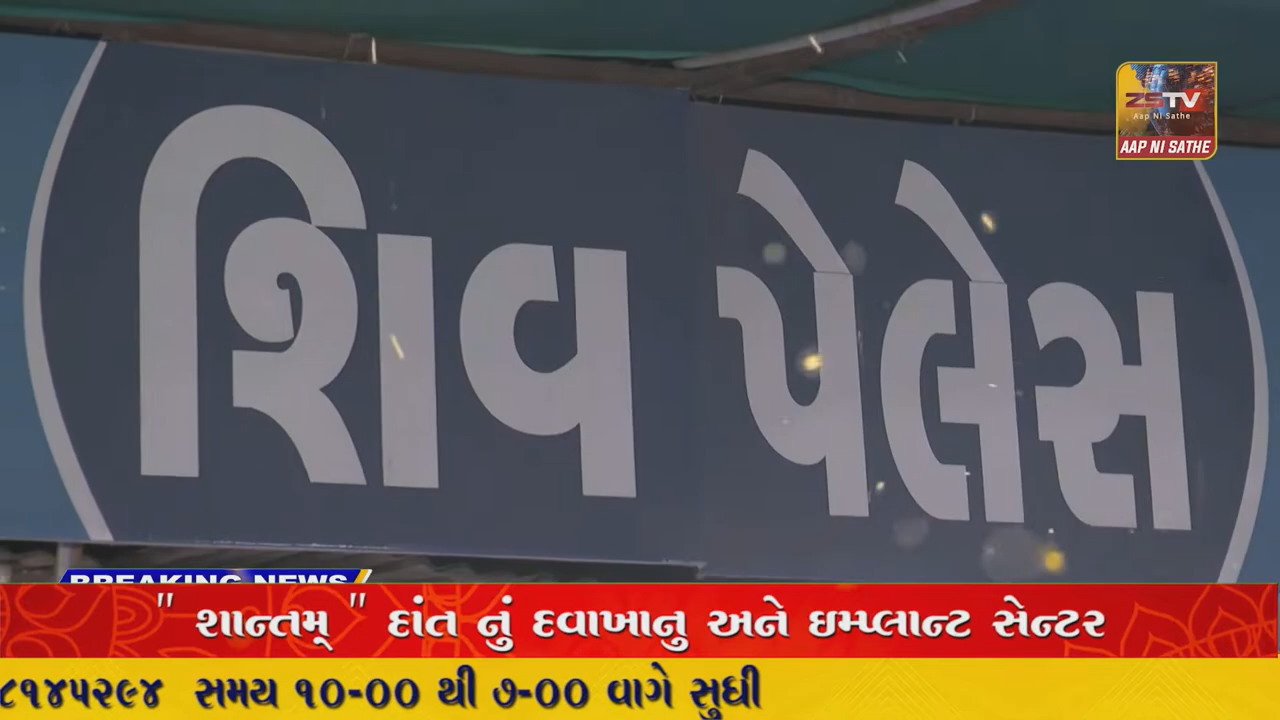 શિવ પેલેસ
ZSTV
Aap Ni Sathe
AAP NI SATHE
BREAKING NEWS
" શાન્તમ્ " દાંત નું દવાખાનુ અને ઇમ્પ્લાન્ટ સેન્ટર
૮૧૪૫૨૯૪ સમય ૧૦-૦૦ થી ૭-૦૦ વાગે સુધી